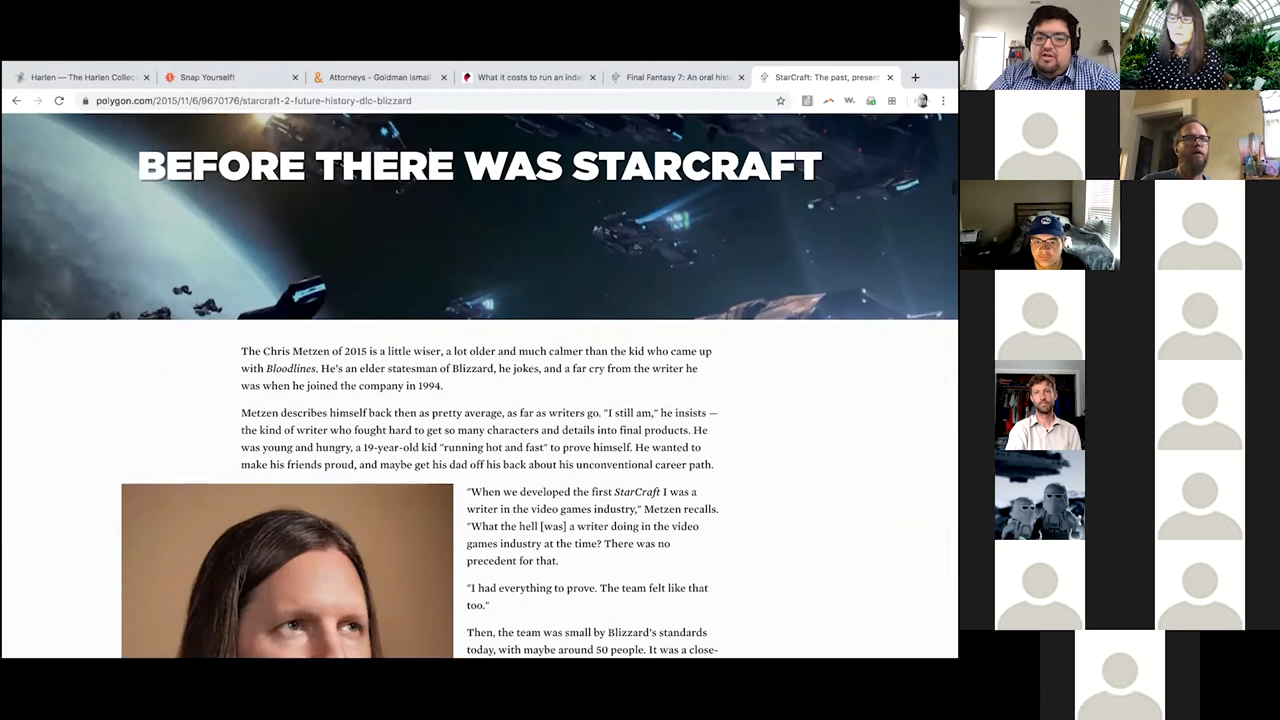 Harlen — The Harlen Collec
Snap Yourself!
Attorneys - Goldman Ismail
What it costs to run an inde
Final Fantasy 7: An oral hist
StarCraft: The past, present
polygon.com/2015/11/6/9670176/starcraft-2-future-history-dlc-blizzard
BEFORE THERE WAS STARCRAFT
The Chris Metzen of 2015 is a little wiser, a lot older and much calmer than the kid who came up
with Bloodlines. He's an elder statesman of Blizzard, he jokes, and a far cry from the writer he
was when he joined the company in 1994.
Metzen describes himself back then as pretty average, as far as writers go. "I still am," he insists —
the kind of writer who fought hard to get so many characters and details into final products. He
was young and hungry, a 19-year-old kid "running hot and fast" to prove himself. He wanted to
make his friends proud, and maybe get his dad off his back about his unconventional career path.
"When we developed the first StarCraft I was a
writer in the video games industry," Metzen recalls.
"What the hell [was] a writer doing in the video
games industry at the time? There was no
precedent for that.
"I had everything to prove. The team felt like that
too."
Then, the team was small by Blizzard's standards
today, with maybe around 50 people. It was a close-